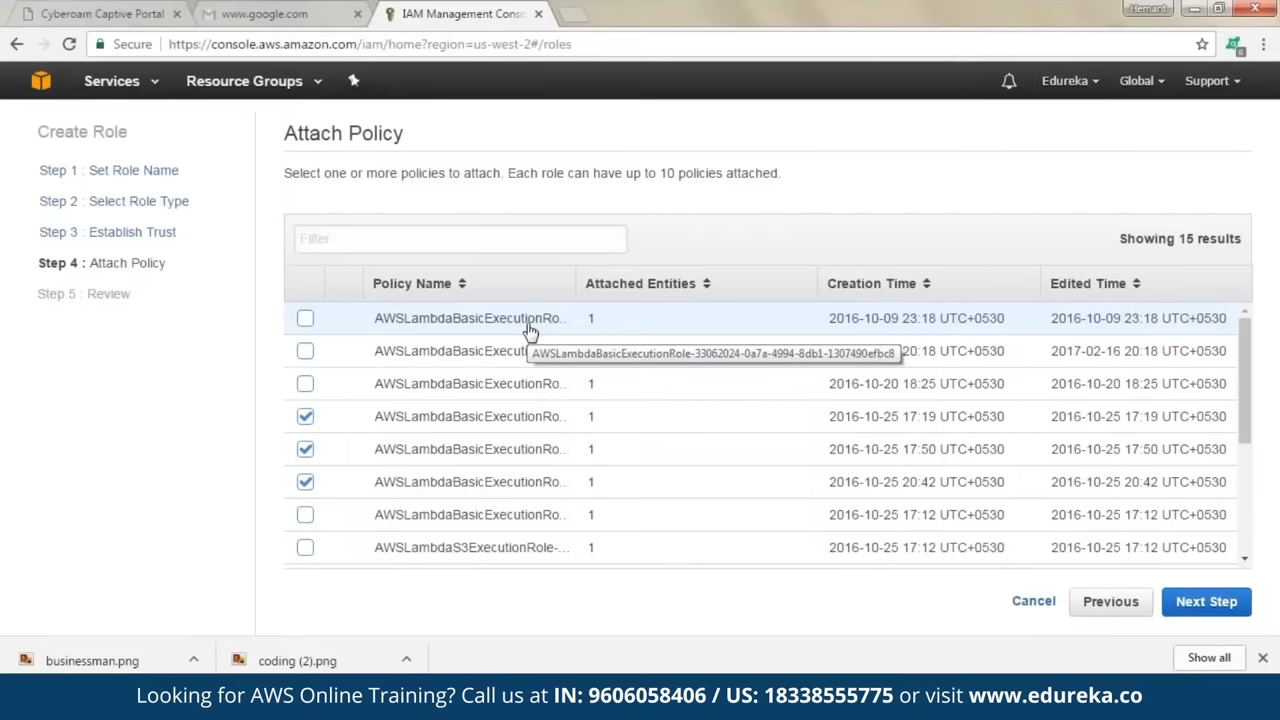 Cyberoam Captive Portal
www.google.com
IAM Management Conso
Hemant
Secure
https://console.aws.amazon.com/iam/home?region=us-west-2#/roles
Services
Resource Groups
Edureka
Global
Support
Create Role
Step 1 : Set Role Name
Step 2 : Select Role Type
Step 3 : Establish Trust
Step 4 : Attach Policy
Step 5 : Review
Attach Policy
Select one or more policies to attach. Each role can have up to 10 policies attached.
Filter
Showing 15 results
Policy Name Attached Entities Creation Time Edited Time
AWSLambdaBasicExecutionRo... 1 2016-10-09 23:18 UTC+0530 2016-10-09 23:18 UTC+0530
AWSLambdaBasicExecuti 20:18 UTC+0530 2017-02-16 20:18 UTC+0530
AWSLambdaBasicExecutionRole-33062024-0a7a-4994-8db1-1307490efbc8
AWSLambdaBasicExecutionRo... 1 2016-10-20 18:25 UTC+0530 2016-10-20 18:25 UTC+0530
AWSLambdaBasicExecutionRo... 1 2016-10-25 17:19 UTC+0530 2016-10-25 17:19 UTC+0530
AWSLambdaBasicExecutionRo... 1 2016-10-25 17:50 UTC+0530 2016-10-25 17:50 UTC+0530
AWSLambdaBasicExecutionRo... 1 2016-10-25 20:42 UTC+0530 2016-10-25 20:42 UTC+0530
AWSLambdaBasicExecutionRo... 1 2016-10-25 17:12 UTC+0530 2016-10-25 17:12 UTC+0530
AWSLambdaS3ExecutionRole-... 1 2016-10-25 17:12 UTC+0530 2016-10-25 17:12 UTC+0530
Cancel
Previous
Next Step
businessman.png
coding (2).png
Show all
Looking for AWS Online Training? Call us at IN: 9606058406 / US: 18338555775 or visit www.edureka.co